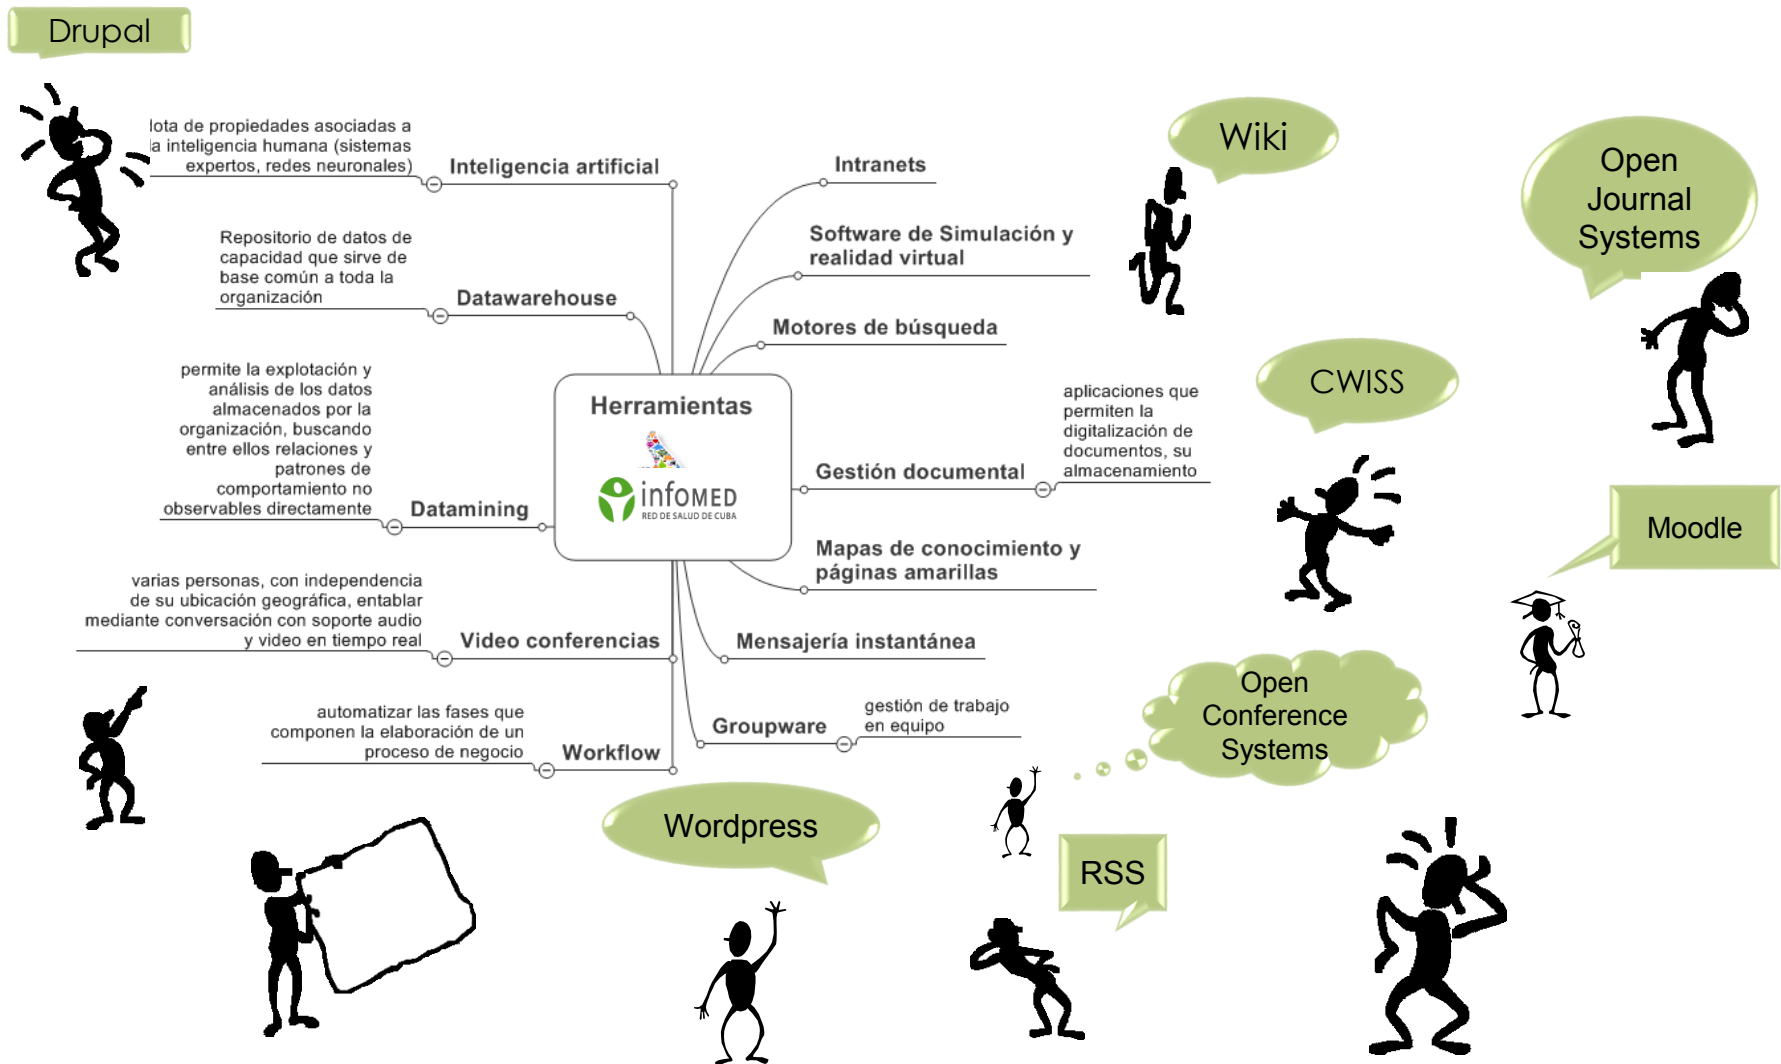 Drupal
lota de propiedades asociadas a
la inteligencia humana (sistemas
expertos, redes neuronales)
Inteligencia artificial
Repositorio de datos de
capacidad que sirve de
base común a toda la
organización
Datawarehouse
permite la explotación y
análisis de los datos
almacenados por la
organización, buscando
entre ellos relaciones y
patrones de
comportamiento no
observables directamente
Datamining
varias personas, con independencia
de su ubicación geográfica, entablar
mediante conversación con soporte audio
y video en tiempo real
Video conferencias
automatizar las fases que
componen la elaboración de un
proceso de negocio
Workflow
Herramientas
infOMED
RED DE SALUD DE CUBA
Intranets
Software de Simulación y
realidad virtual
Motores de búsqueda
Gestión documental
aplicaciones que
permiten la
digitalización de
documentos, su
almacenamiento
Mapas de conocimiento y
páginas amarillas
Mensajería instantánea
Groupware
gestión de trabajo
en equipo
Wiki
Open
Journal
Systems
CWISS
Moodle
Open
Conference
Systems
Wordpress
RSS